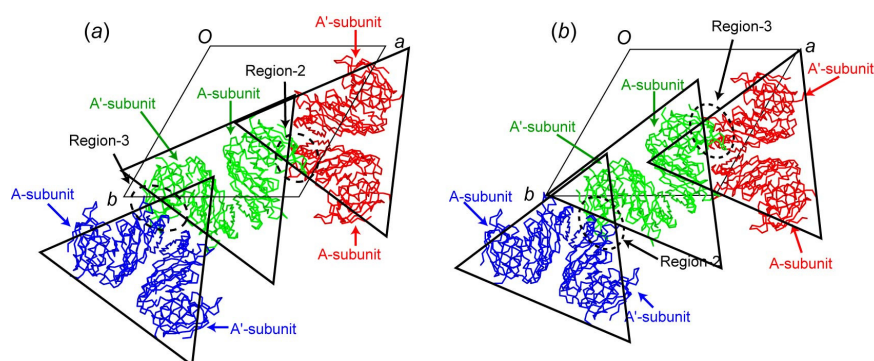 (a)
O
A'-subunit
a
Region-2
A'-subunit
A-subunit
Region-3
A-subunit
b
A-subunit
A'-subunit
(b)
O
Region-3
a
A'-subunit
A-subunit
A'-subunit
A-subunit
b
Region-2
A-subunit
A'-subunit